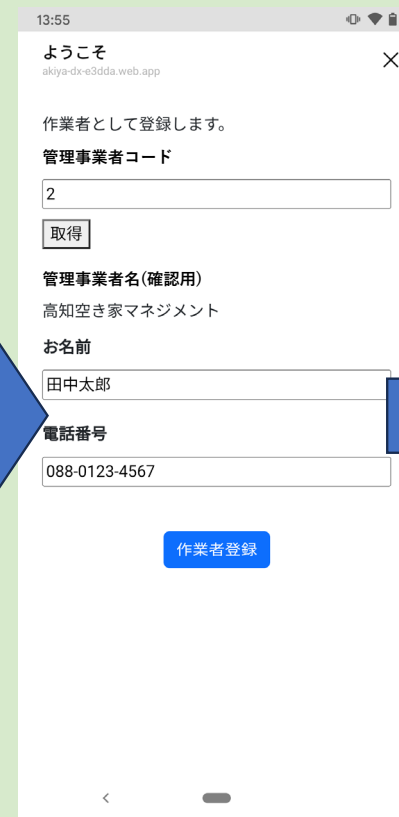 13:55
ようこそ
akiya-dx-e3dda.web.app
作業者として登録します。
管理事業者コード
2
取得
管理事業者名(確認用)
高知空き家マネジメント
お名前
田中太郎
電話番号
088-0123-4567
作業者登録